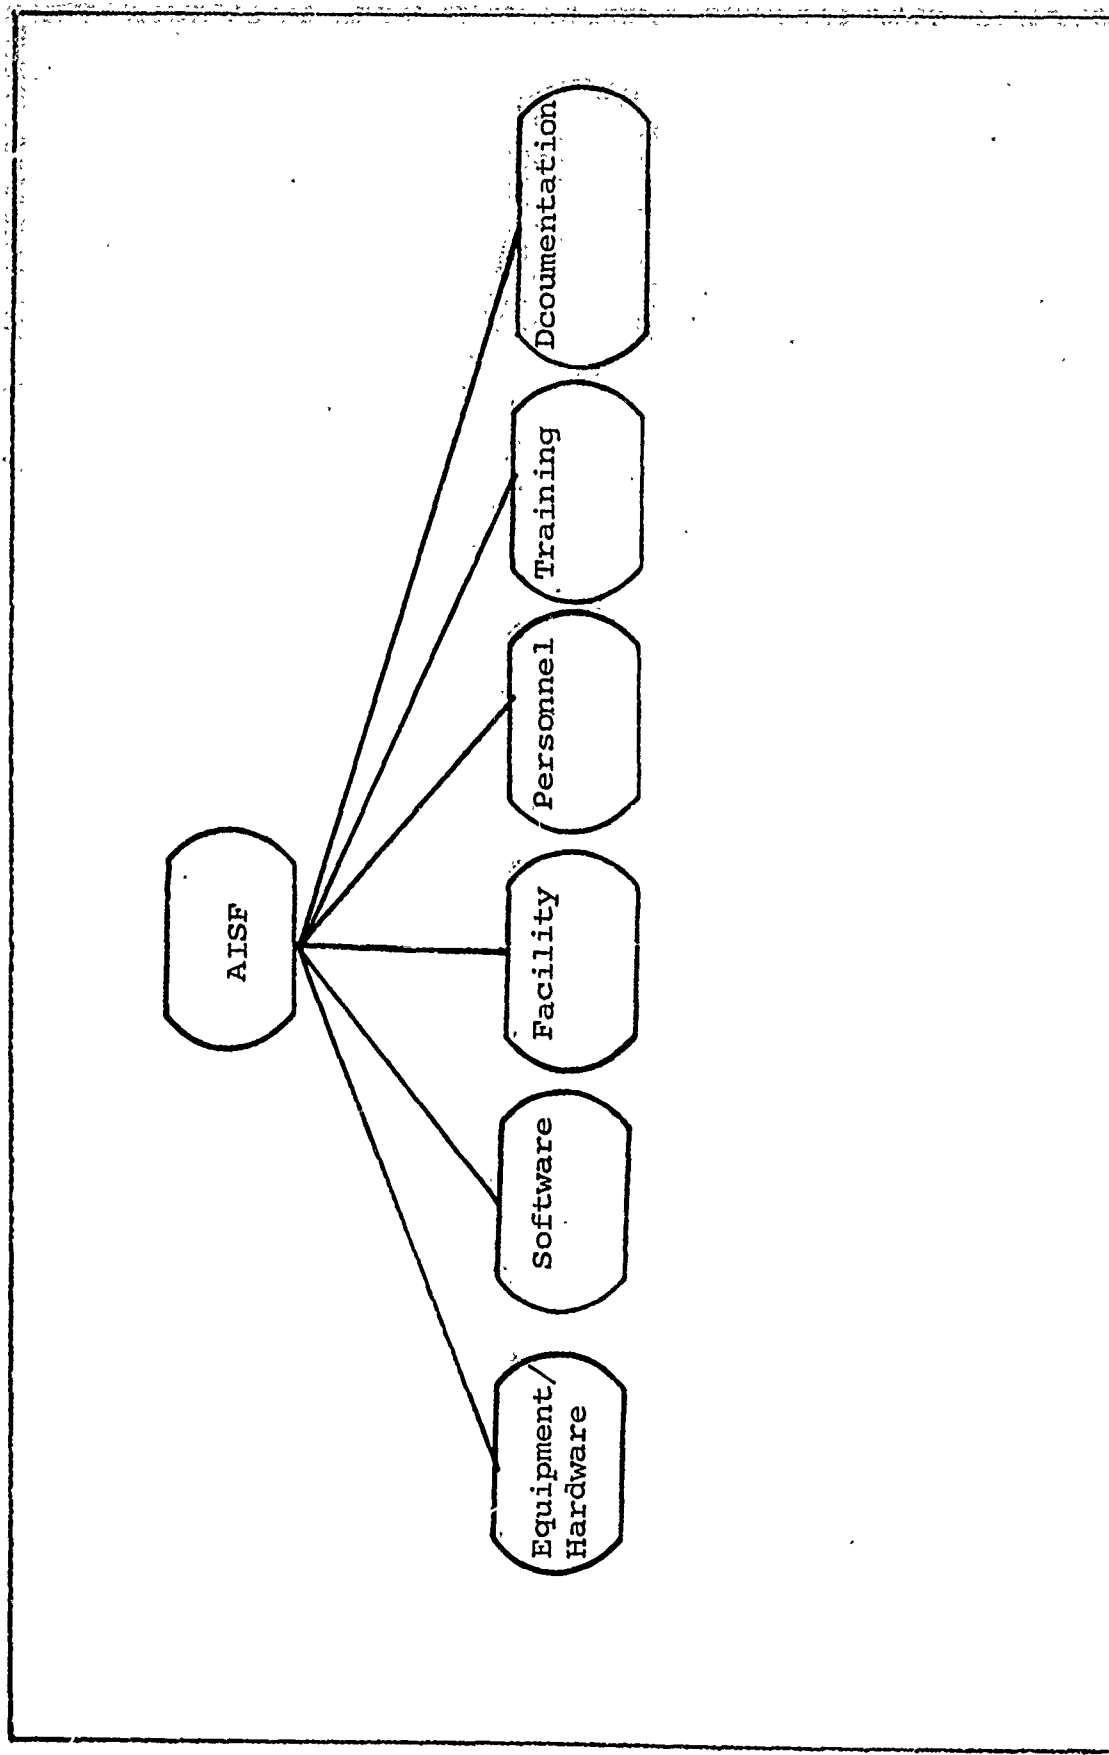 AISF
Equipment/
Hardware
Software
Facility
Personnel
Training
Dcoumentation